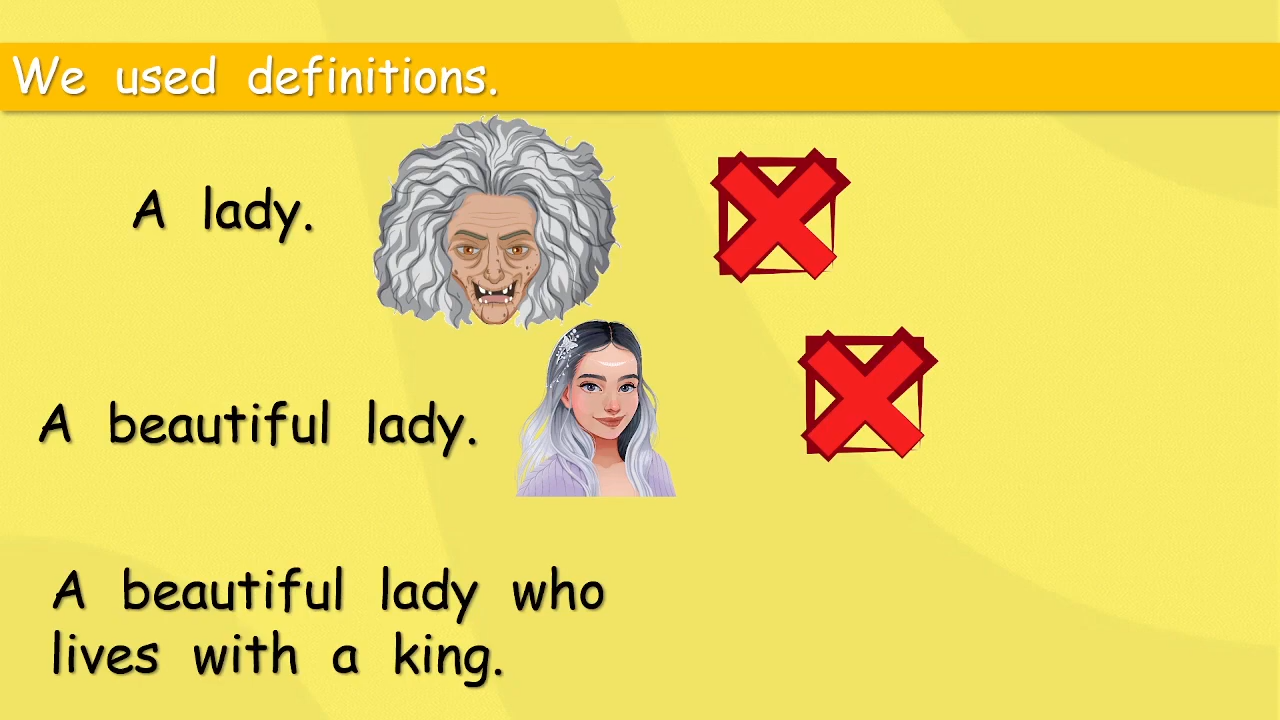 We used definitions.
A lady.
A beautiful lady.
A beautiful lady who
lives with a king.